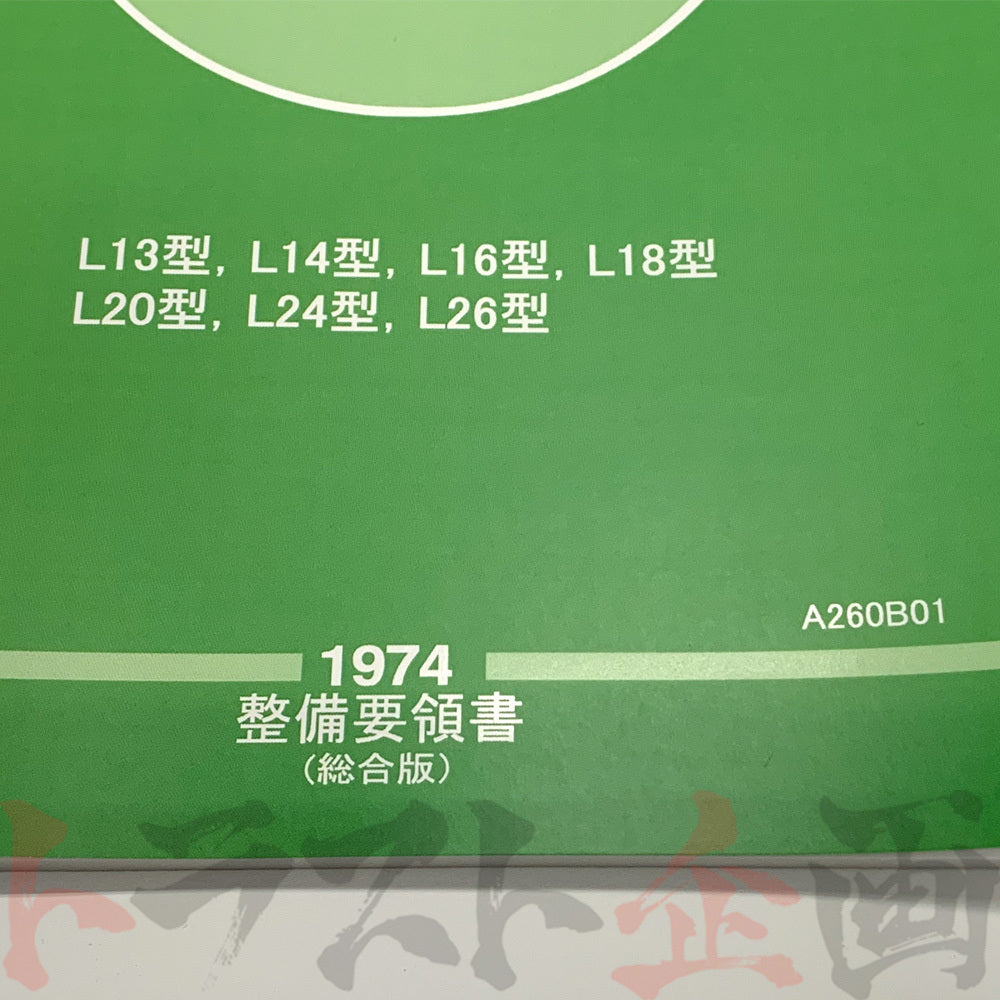 L13型, L14型, L16型, L18型
L20型, L24型, L26型
A260B01
1974
整備要領書
(総合版)
トラスト企画